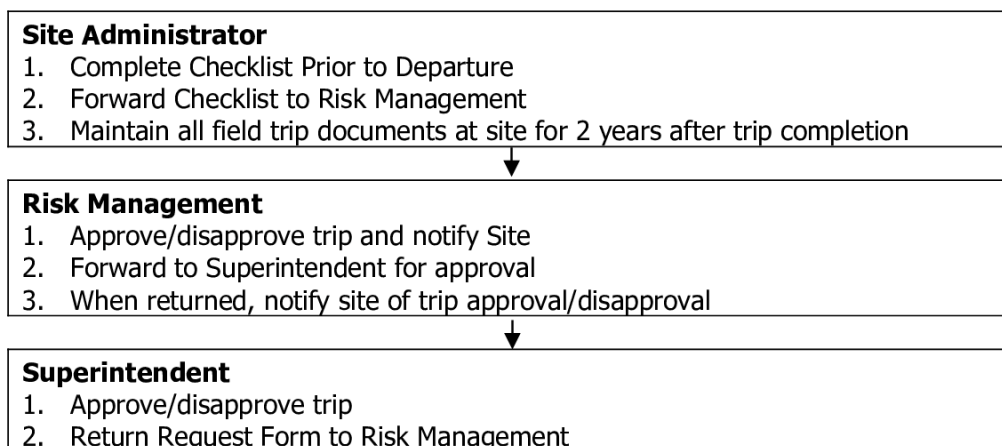 Site Administrator
1. Complete Checklist Prior to Departure
2. Forward Checklist to Risk Management
3. Maintain all field trip documents at site for 2 years after trip completion
Risk Management
1. Approve/disapprove trip and notify Site
2. Forward to Superintendent for approval
3. When returned, notify site of trip approval/disapproval
Superintendent
1. Approve/disapprove trip
2. Return Request Form to Risk Management